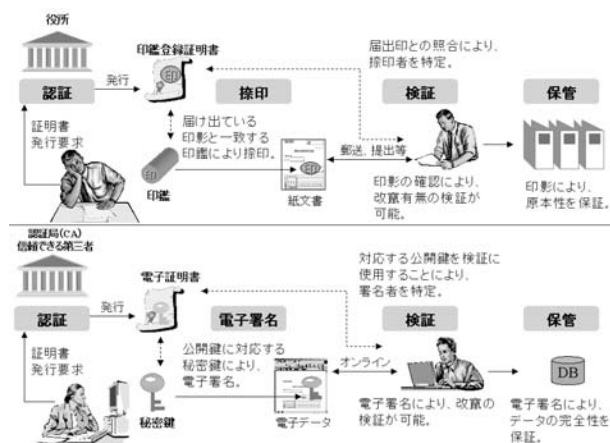 役所
印鑑登録証明書
認証
発行
捺印
届出印との照合により、
捺印者を特定。
検証
保管
証明書
発行要求
届け出ている
印影と一致する
印鑑により捺印。
印
印
印
印鑑
紙文書
郵送、提出等
印影の確認により、
改竄有無の検証が
可能。
印影により、
原本性を保証。
認証局(CA)
信頼できる第三者
電子証明書
認証
発行
電子署名
対応する公開鍵を検証に
使用することにより、
署名者を特定。
検証
保管
証明書
発行要求
公開鍵に対応する
秘密鍵により、
電子署名。
秘密鍵
電子データ
オンライン
電子署名により、改竄の
検証が可能。
DB
電子署名により、
データの完全性を
保証。